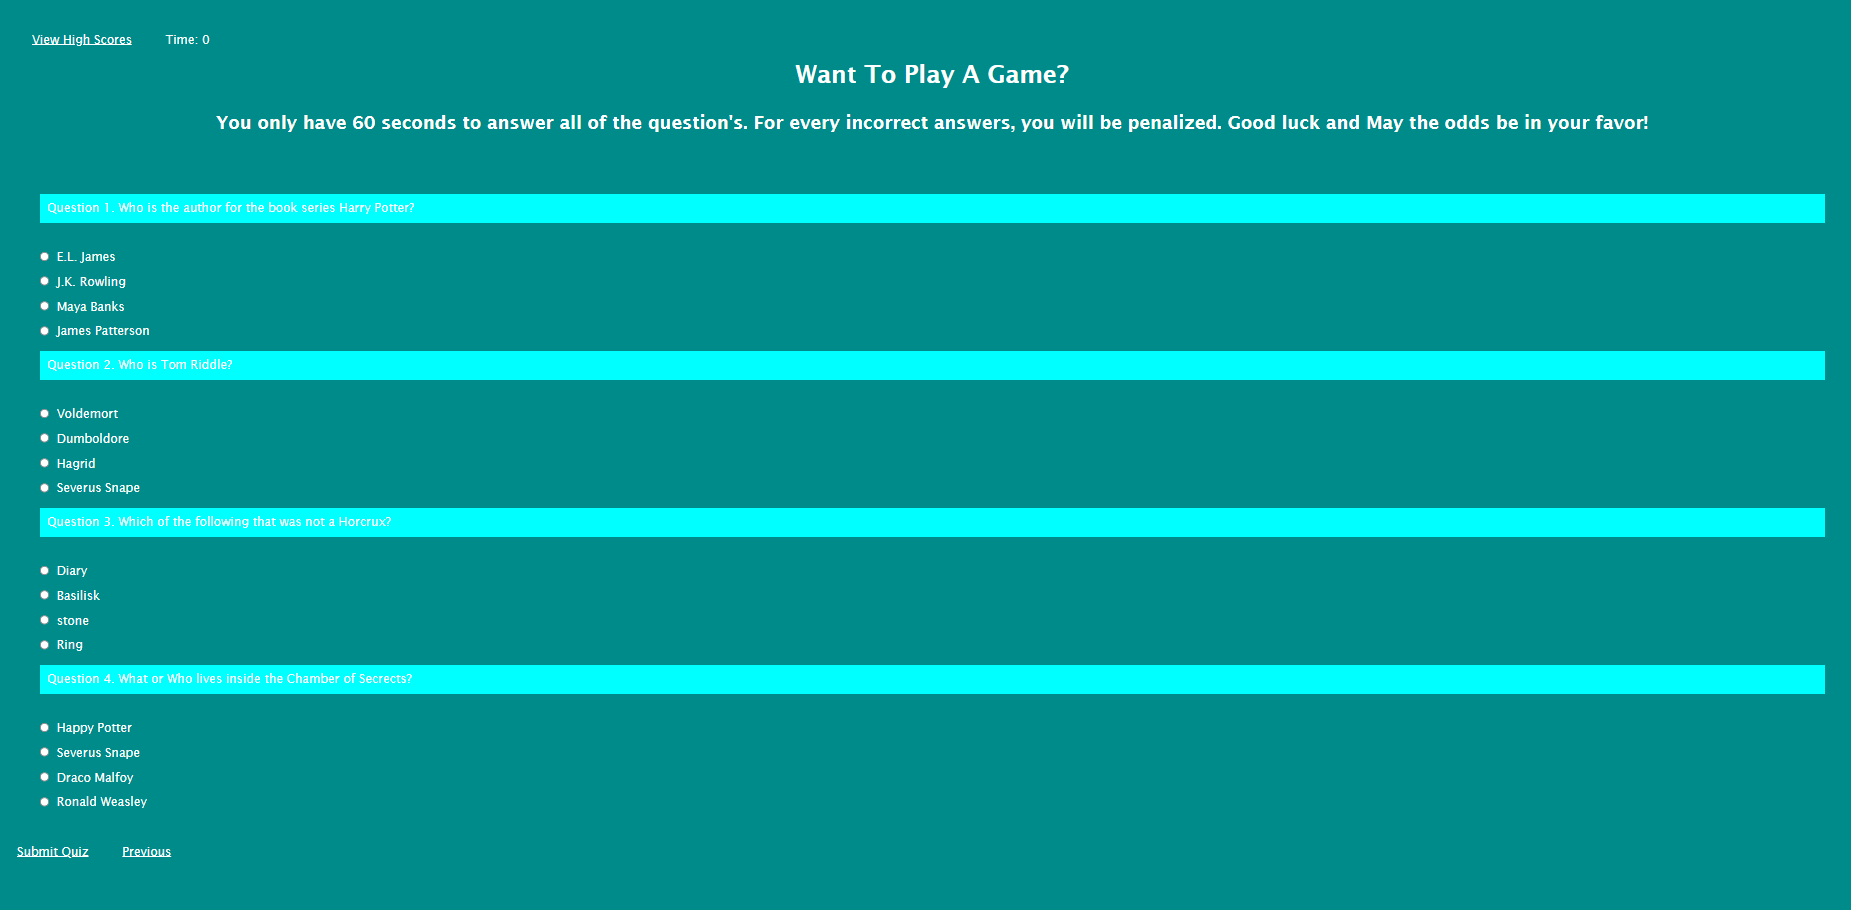 View High Scores Time: 0
Want To Play A Game?
You only have 60 seconds to answer all of the question's. For every incorrect answers, you will be penalized. Good luck and May the odds be in your favor!
Question 1. Who is the author for the book series Harry Potter?
E.L. James
J.K. Rowling
Maya Banks
James Patterson
Question 2. Who is Tom Riddle?
Voldemort
Dumboldore
Hagrid
Severus Snape
Question 3. Which of the following that was not a Horcrux?
Diary
Basilisk
stone
Ring
Question 4. What or Who lives inside the Chamber of Secrects?
Happy Potter
Severus Snape
Draco Malfoy
Ronald Weasley
Submit Quiz Previous